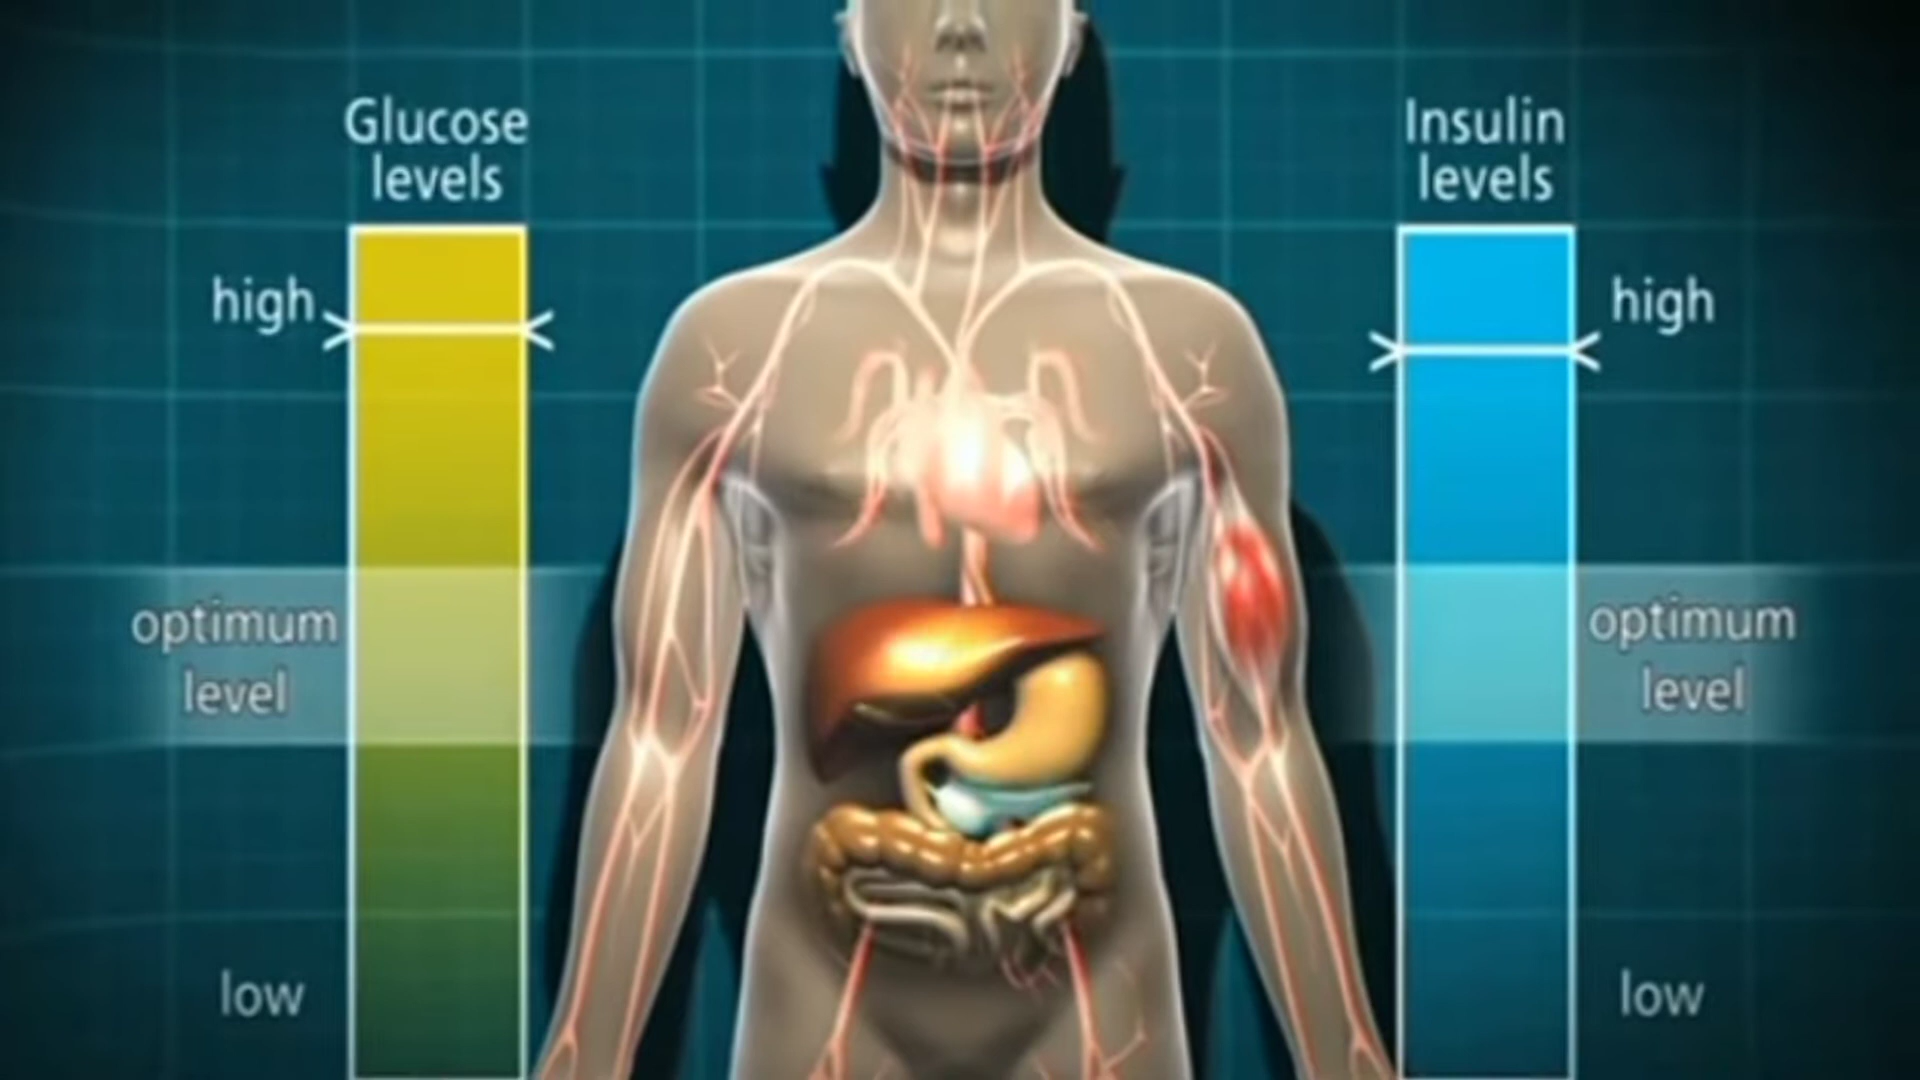 Glucose
levels
high
optimum
level
low
Insulin
levels
high
optimum
level
low